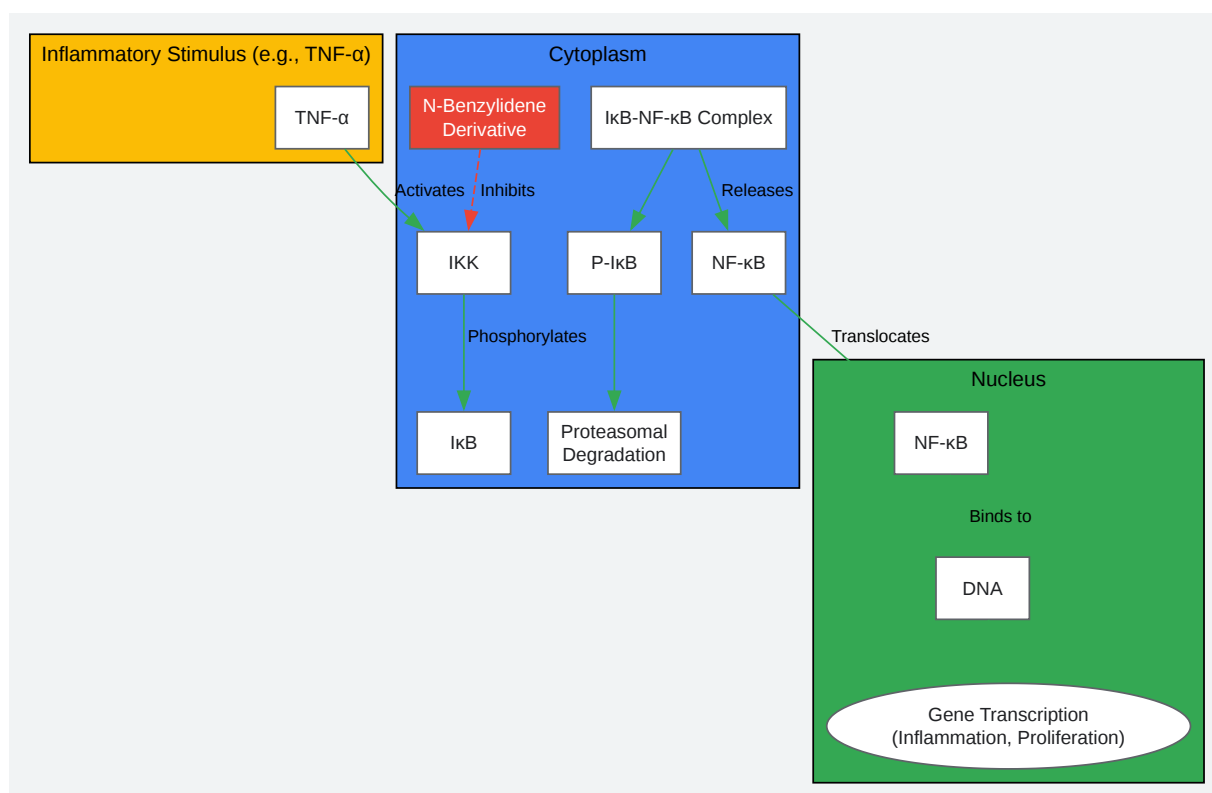 Inflammatory Stimulus (e.g., TNF-α)
TNF-α
Cytoplasm
N-Benzylidene
Derivative
IκB-NF-κB Complex
Activates
Inhibits
Releases
IKK
P-IκB
NF-κB
Phosphorylates
Translocates
IκB
Proteasomal
Degradation
Nucleus
NF-κB
Binds to
DNA
Gene Transcription
(Inflammation, Proliferation)